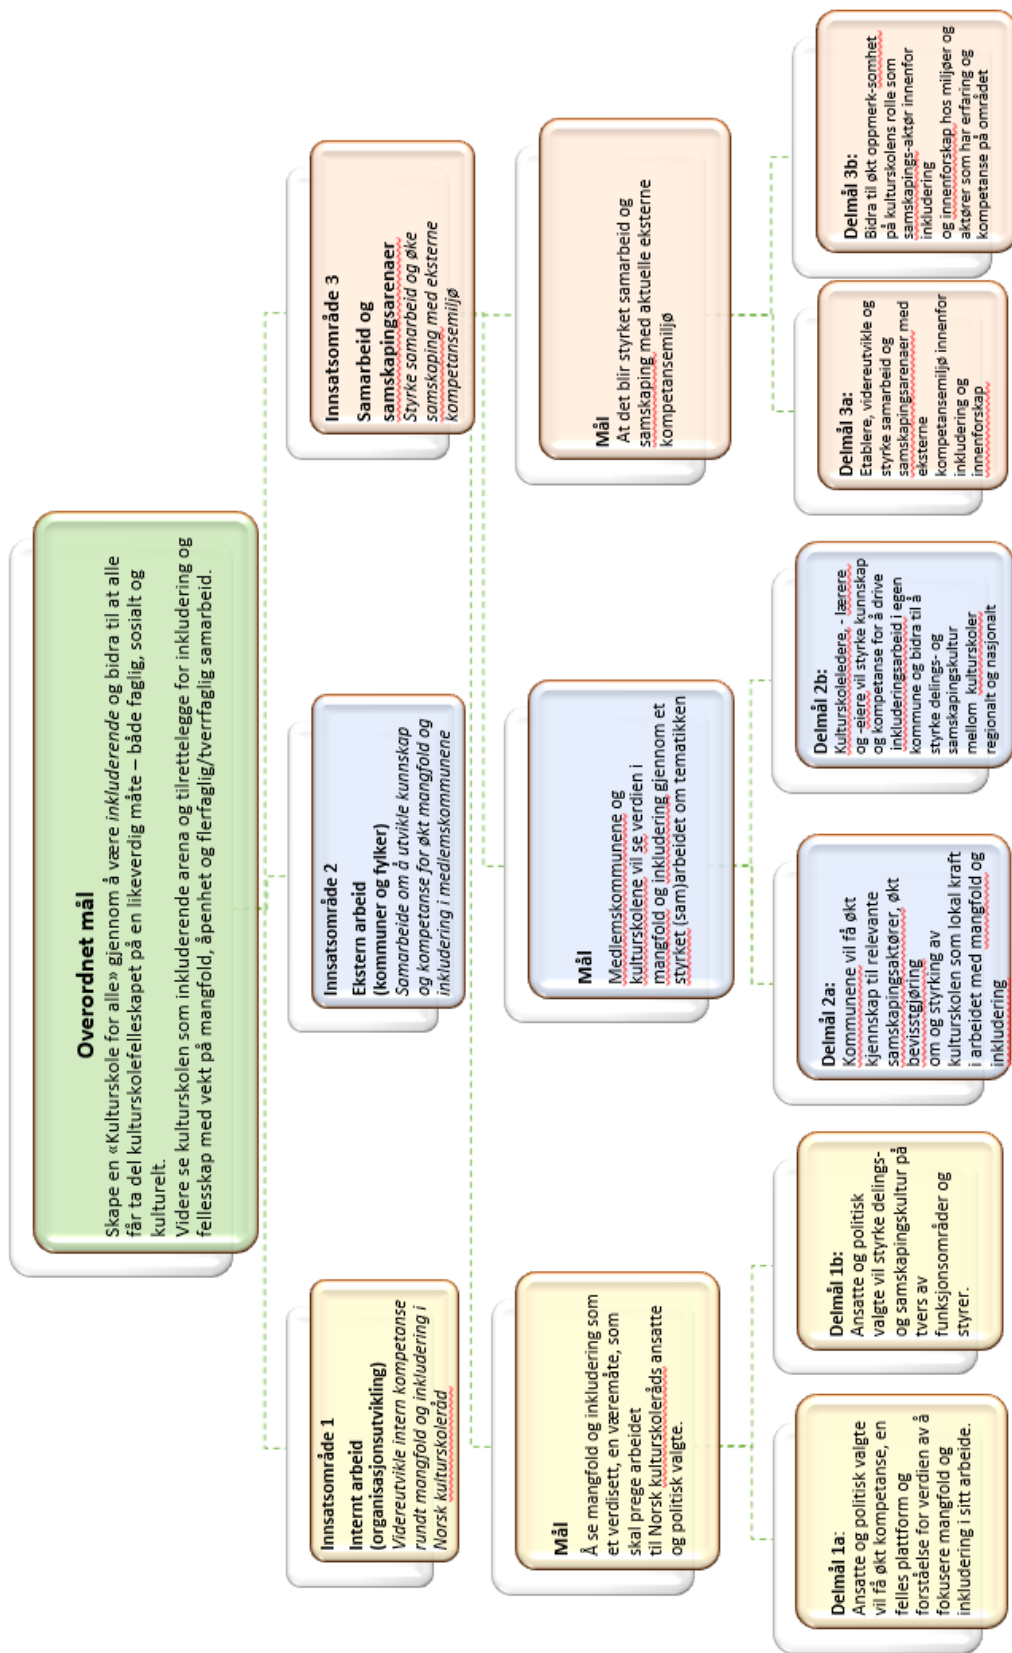 Overordnet mål
Skape en «Kulturskole for alle» gjennom å være inkluderende og bidra til at alle
får ta del kulturskolefelleskapet på en likeverdig måte – både faglig, sosialt og
kulturelt.
Videre se kulturskolen som inkluderende arena og tilrettelegge for inkludering og
fellesskap med vekt på mangfold, åpenhet og flerfaglig/tverrfaglig samarbeid.
Innsatsområde 1
Internt arbeid
(organisasjonsutvikling)
Videreutvikle intern kompetanse
rundt mangfold og inkludering i
Norsk kulturskoleråd
Innsatsområde 2
Ekstern arbeid
(kommuner og fylker)
Samarbeide om å utvikle kunnskap
og kompetanse for økt mangfold og
inkludering i medlemskommunene
Innsatsområde 3
Samarbeid og
samskapingsarenaer
Styrke samarbeid og øke
samskaping med eksterne
kompetansemiljø
Mål
Å se mangfold og inkludering som
et verdisett, en væremåte, som
skal prege arbeidet
til Norsk kulturskoleråds ansatte
og politisk valgte.
Mål
Medlemskommunene og
kulturskolene vil se verdien i
mangfold og inkludering gjennom et
styrket (sam)arbeidet om tematikken
Mål
At det blir styrket samarbeid og
samskaping med aktuelle eksterne
kompetansemiljø
Delmål 1a:
Ansatte og politisk valgte
vil få økt kompetanse, en
felles plattform og
forståelse for verdien av å
fokusere mangfold og
inkludering i sitt arbeide.
Delmål 1b:
Ansatte og politisk
valgte vil styrke delings-
og samskapingskultur på
tvers av
funksjonsområder og
styrer.
Delmål 2a:
Kommunene vil få økt
kjennskap til relevante
samskapingsaktører, økt
bevisstgjøring
om og styrking av
kulturskolen som lokal kraft
i arbeidet med mangfold og
inkludering
Delmål 2b:
Kulturskoleledere, - lærere
og -eiere vil styrke kunnskap
og kompetanse for å drive
inkluderingsarbeid i egen
kommune og bidra til å
styrke delings- og
samskapingskultur
mellom kulturskoler
regionalt og nasjonalt
Delmål 3a:
Etablere, videreutvikle og
styrke samarbeid og
samskapingsarenaer med
eksterne
kompetansemiljø innenfor
inkludering og
innenforskap
Delmål 3b:
Bidra til økt oppmerk-somhet
på kulturskolens rolle som
samskapings-aktør innenfor
inkludering
og innenforskap hos miljøer og
aktører som har erfaring og
kompetanse på området